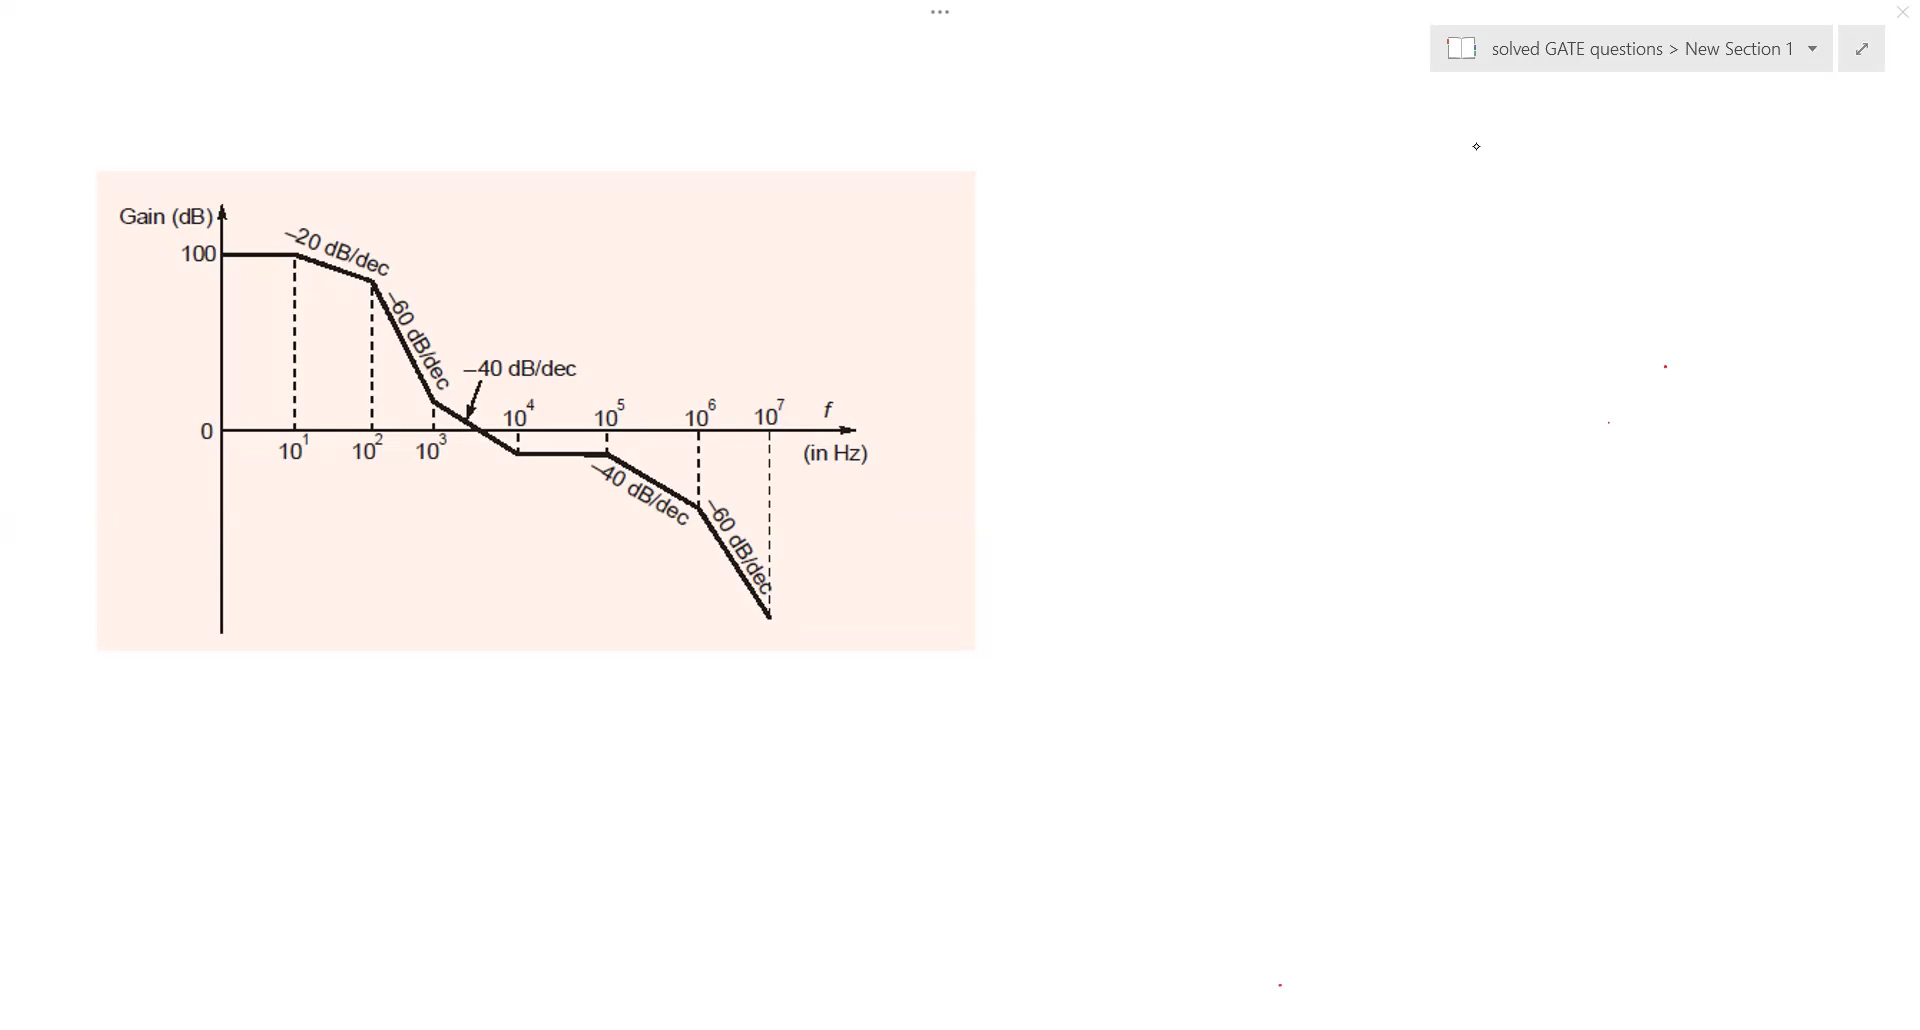 ...
solved GATE questions > New Section 1
Gain (dB)
100
–20 dB/dec
–60 dB/dec
–40 dB/dec
0
10^1
10^2
10^3
10^4
10^5
10^6
10^7
f
(in Hz)
–40 dB/dec
–60 dB/dec